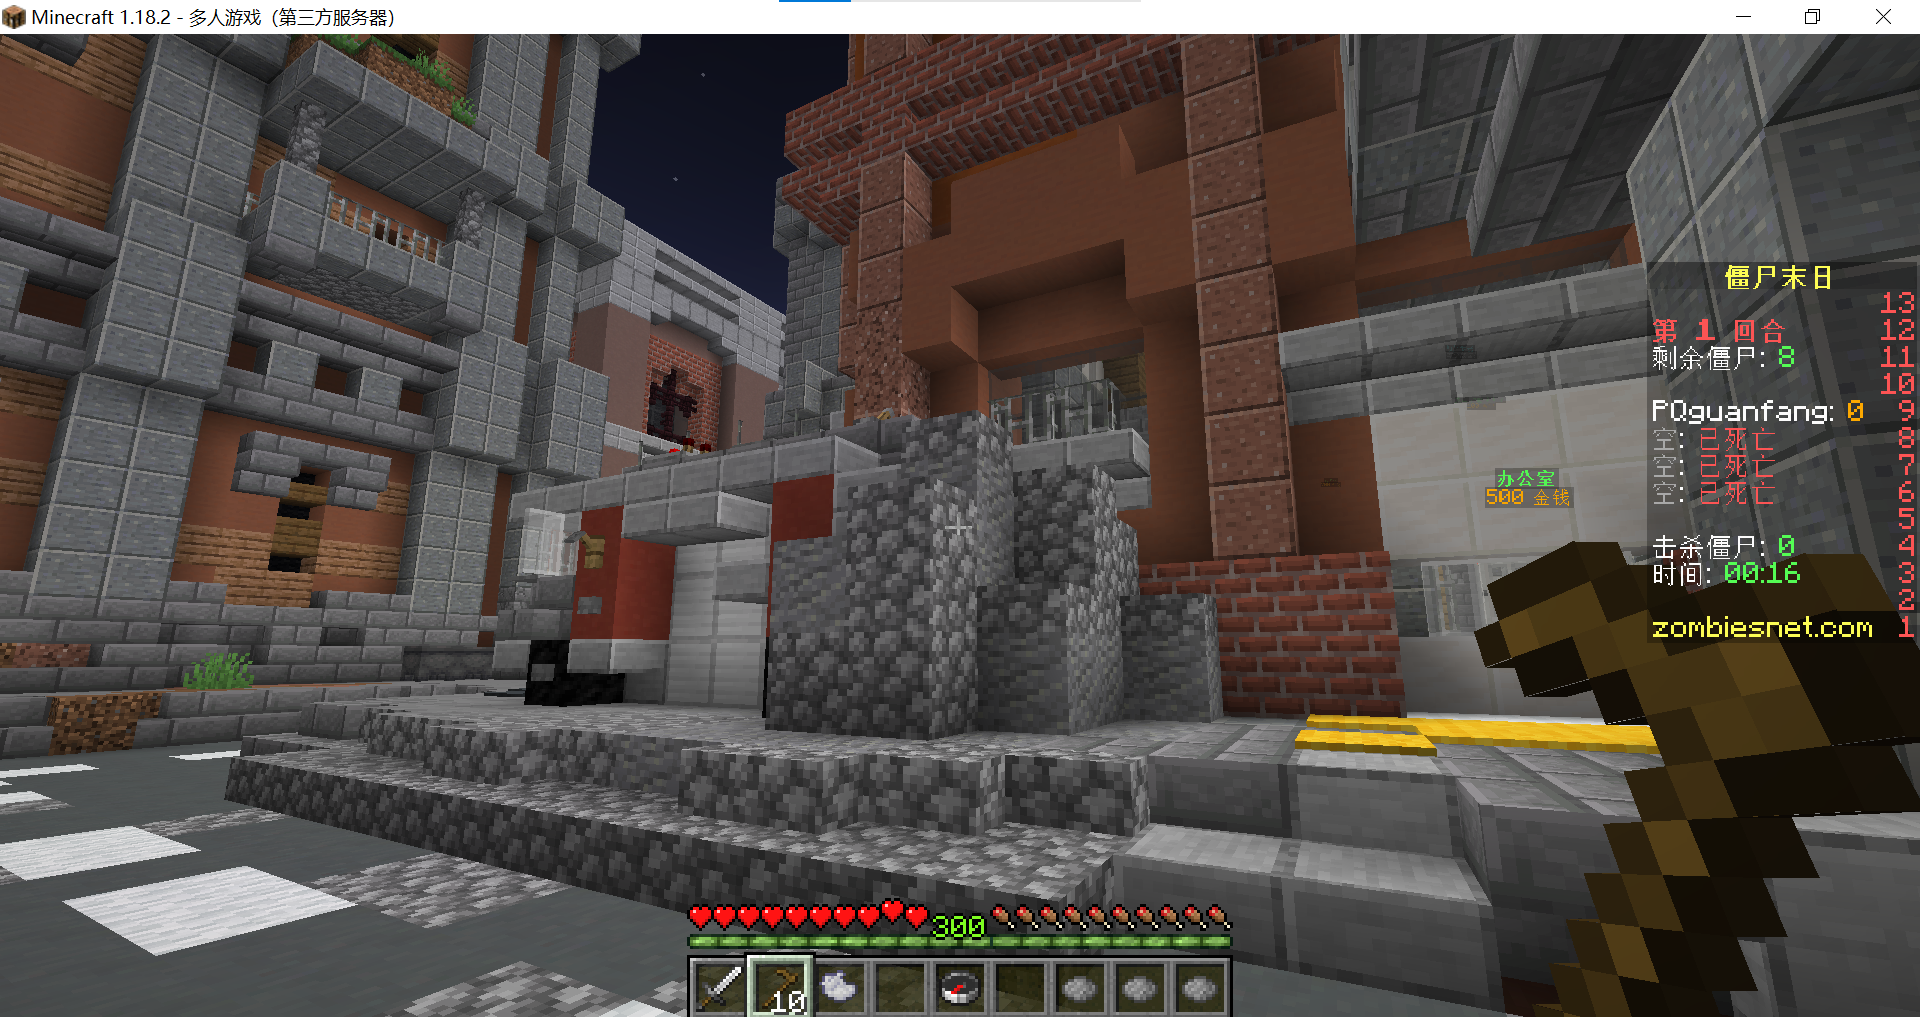 Minecraft 1.18.2 - 多人游戏（第三方服务器）
僵尸末日
13
第 1 回合 12
剩余僵尸: 8 11
10
PQguanfang: 0 9
空: 已死亡 8
空: 已死亡 7
空: 已死亡 6
5
击杀僵尸: 0 4
时间: 00:16 3
2
zombiesnet.com 1
办公室
500 金钱
300
10